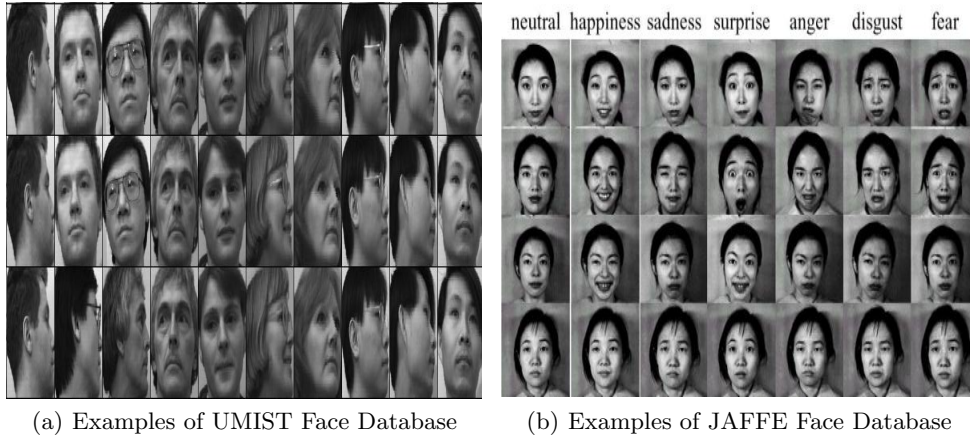 neutral happiness sadness surprise anger disgust fear
(a) Examples of UMIST Face Database
(b) Examples of JAFFE Face Database